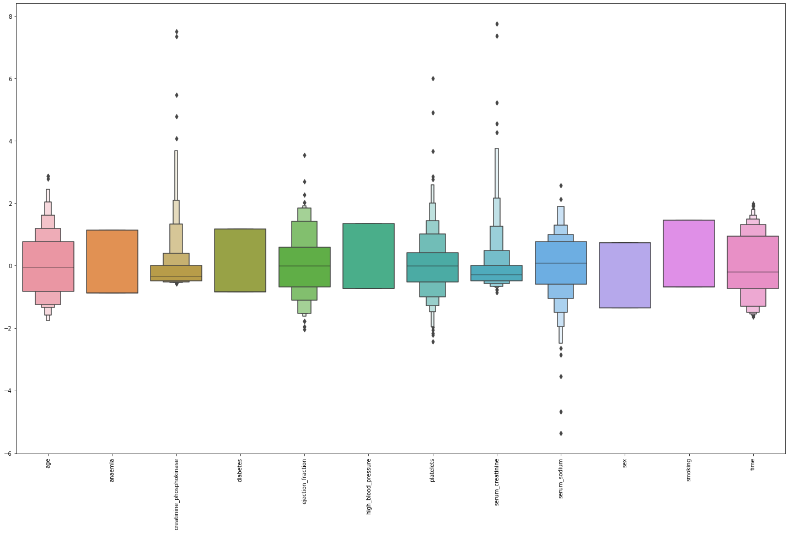 8
6
4
2
0
−2
−4
−6
age
anaemia
creatinine_phosphokinase
diabetes
ejection_fraction
high_blood_pressure
platelets
serum_creatinine
serum_sodium
sex
smoking
time